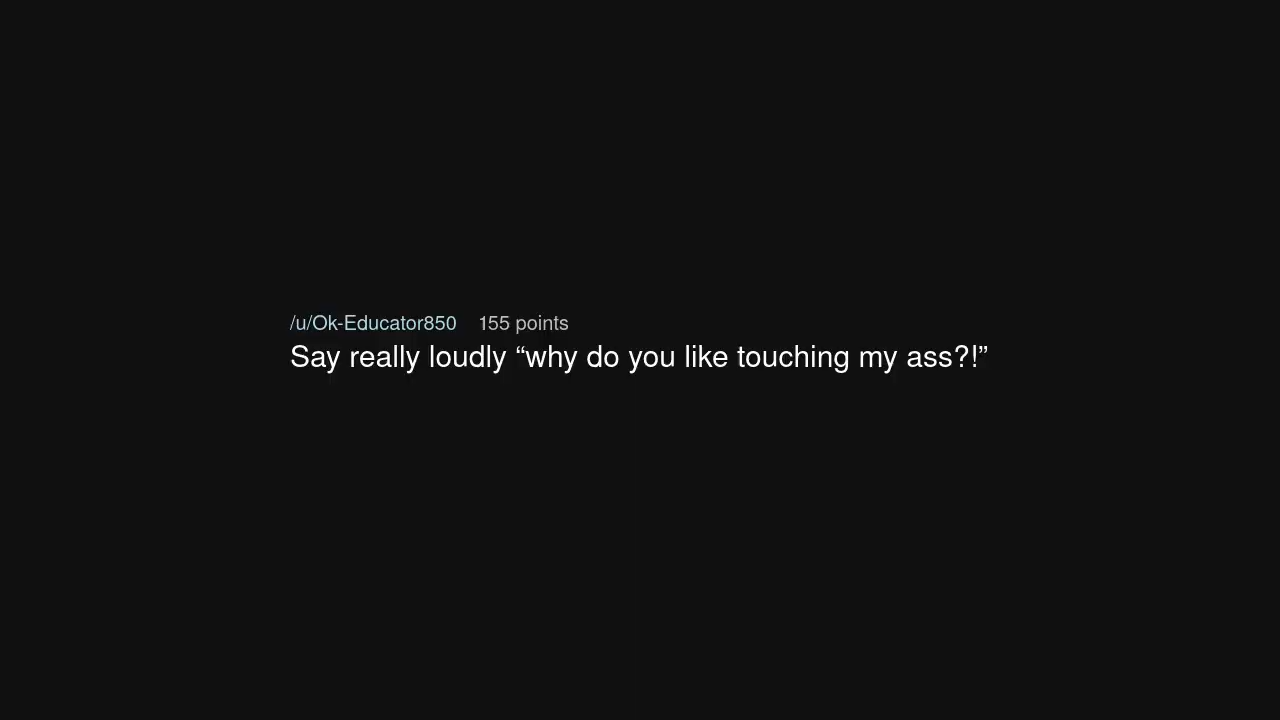 /u/Ok-Educator850 155 points
Say really loudly “why do you like touching my ass?!”